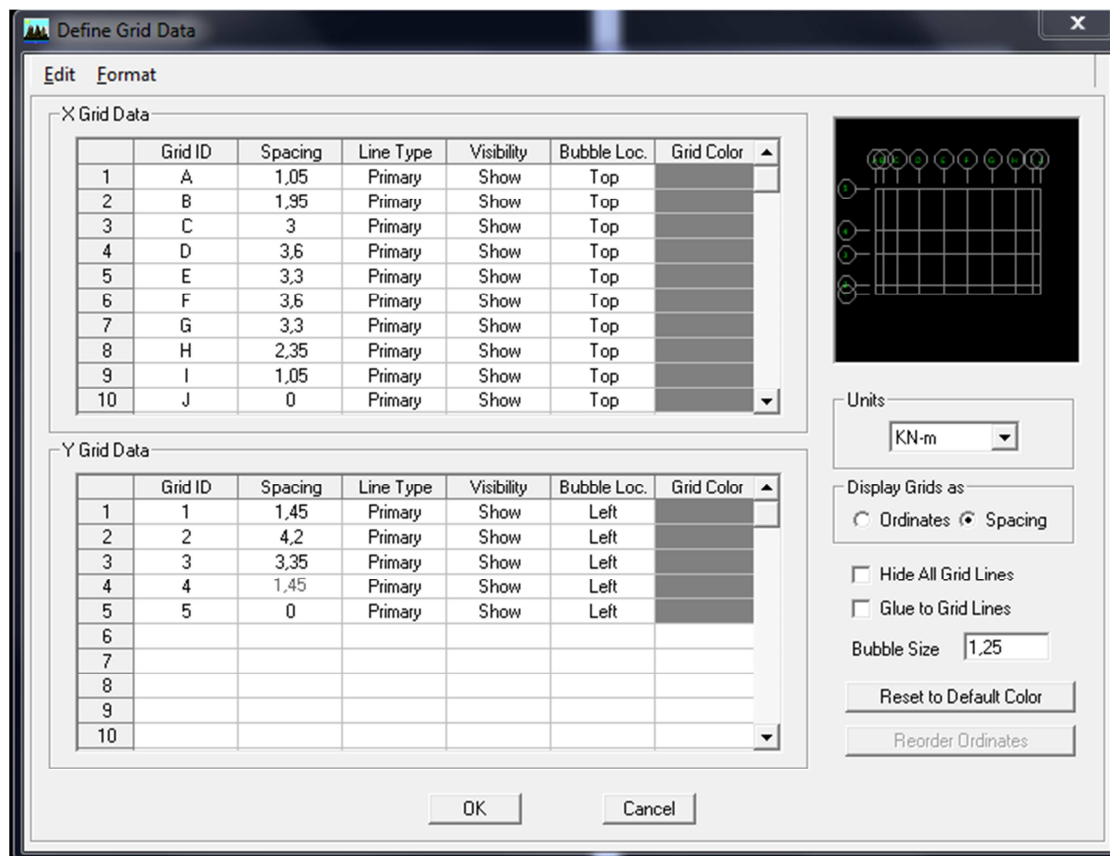 Define Grid Data
X
Edit Format
X Grid Data
Grid ID Spacing Line Type Visibility Bubble Loc. Grid Color
1 A 1,05 Primary Show Top
2 B 1,95 Primary Show Top
3 C 3 Primary Show Top
4 D 3,6 Primary Show Top
5 E 3,3 Primary Show Top
6 F 3,6 Primary Show Top
7 G 3,3 Primary Show Top
8 H 2,35 Primary Show Top
9 I 1,05 Primary Show Top
10 J 0 Primary Show Top
Y Grid Data
Grid ID Spacing Line Type Visibility Bubble Loc. Grid Color
1 1 1,45 Primary Show Left
2 2 4,2 Primary Show Left
3 3 3,35 Primary Show Left
4 4 1,45 Primary Show Left
5 5 0 Primary Show Left
6
7
8
9
10
Units
KN-m
Display Grids as
Ordinates Spacing
Hide All Grid Lines
Glue to Grid Lines
Bubble Size 1,25
Reset to Default Color
Reorder Ordinates
OK Cancel